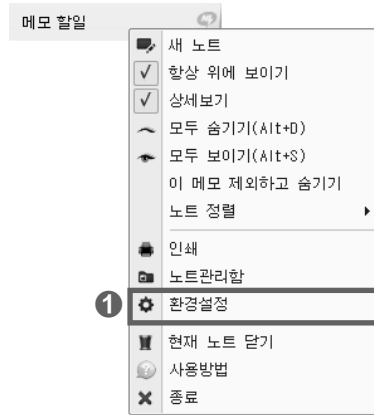 메모 할일
새 노트
항상 위에 보이기
상세보기
모두 숨기기(Alt+D)
모두 보이기(Alt+S)
이 메모 제외하고 숨기기
노트 정렬
인쇄
노트관리함
1 환경설정
현재 노트 닫기
사용방법
종료